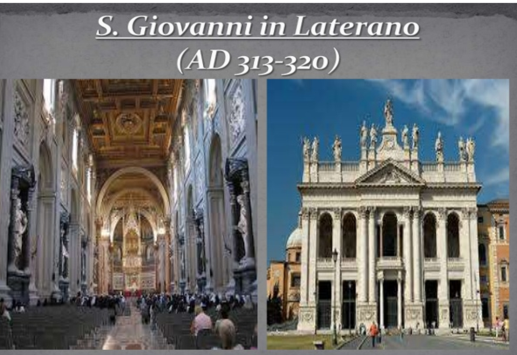 S. Giovanni in Laterano
(AD 313-320)